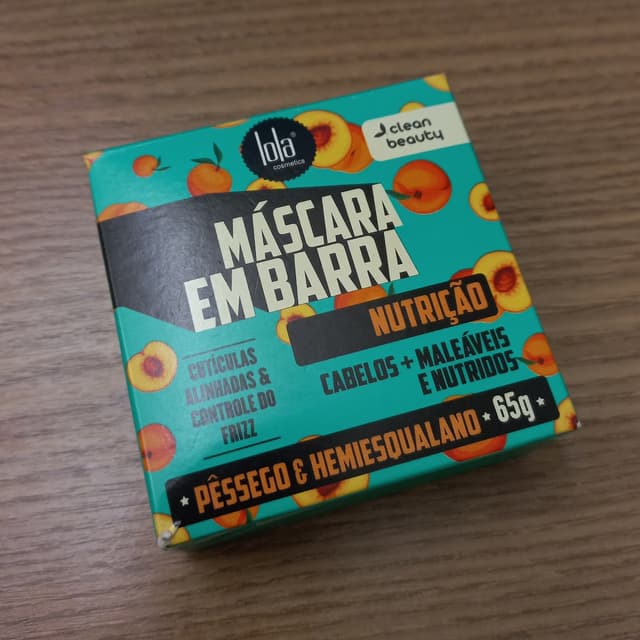 lola®
cosmetics
clean
beauty
MÁSCARA
EM BARRA
NUTRIÇÃO
CABELOS + MALEÁVEIS
E NUTRIDOS
CUTÍCULAS
ALINHADAS &
CONTROLE DO
FRIZZ
* PÊSSEGO & HEMIESQUALANO * 65g *